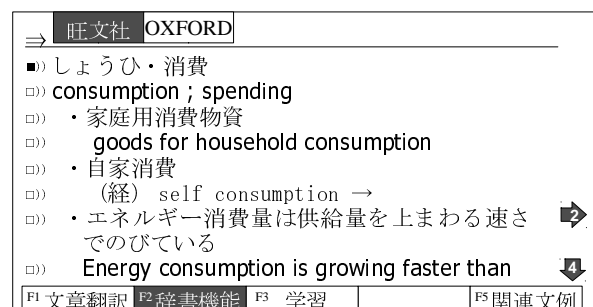 ⇒ 旺文社 OXFORD
しょうひ・消費
consumption ; spending
・家庭用消費物資
goods for household consumption
・自家消費
（経） self consumption →
・エネルギー消費量は供給量を上まわる速さ
でのびている
Energy consumption is growing faster than
2
4
F1 文章翻訳 F2 辞書機能 F3 学習 F5 関連文例